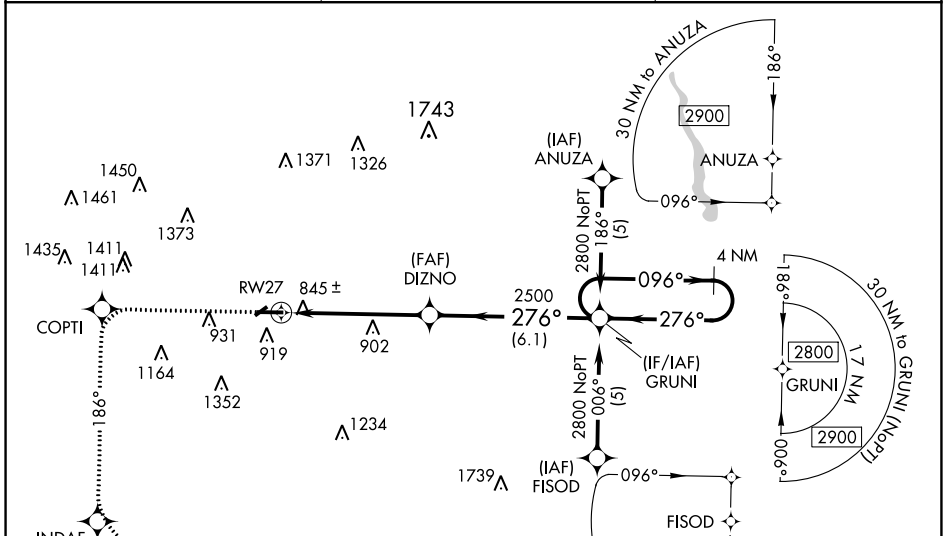 30 NM to ANUZA
186°
2900
ANUZA
096°
1743
1371
1326
(IAF)
ANUZA
1450
1461
1373
1435
1411
1411
2800 NoPT
186°
(5)
4 NM
096°
276°
(FAF)
DIZNO
RW27
845 ±
2500
276°
(6.1)
COPTI
931
919
902
1164
1352
1234
(IF/IAF)
GRUNI
2800 NoPT
006°
(5)
186°
30 NM to GRUNI (NoPT)
2800
17 NM
GRUNI
2900
006°
186°
1739
(IAF)
FISOD
096°
FISOD
INDAF